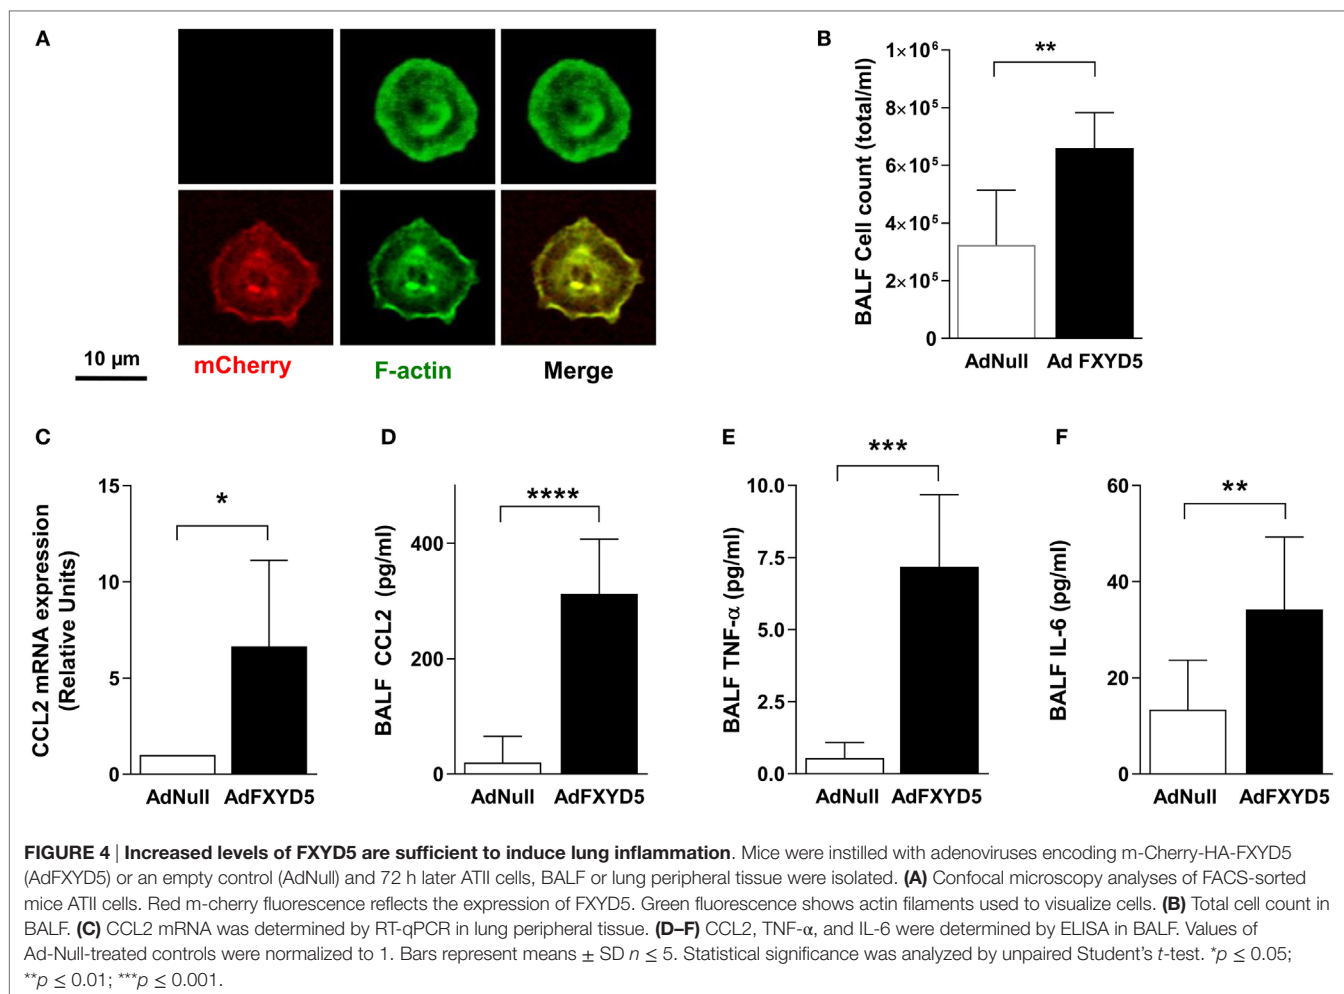 A
mCherry
F-actin
Merge
10 µm
B
**
BALF Cell count (total/ml)
1×10⁶
8×10⁵
6×10⁵
4×10⁵
2×10⁵
0
AdNull
Ad FXYD5
C
*
CCL2 mRNA expression
(Relative Units)
15
10
5
0
AdNull
AdFXYD5
D
****
BALF CCL2 (pg/ml)
400
200
0
AdNull
AdFXYD5
E
***
BALF TNF-α (pg/ml)
10.0
7.5
5.0
2.5
0.0
AdNull
AdFXYD5
F
**
BALF IL-6 (pg/ml)
60
40
20
0
AdNull
AdFXYD5
FIGURE 4 | Increased levels of FXYD5 are sufficient to induce lung inflammation. Mice were instilled with adenoviruses encoding m-Cherry-HA-FXYD5
(AdFXYD5) or an empty control (AdNull) and 72 h later ATII cells, BALF or lung peripheral tissue were isolated. (A) Confocal microscopy analyses of FACS-sorted
mice ATII cells. Red m-cherry fluorescence reflects the expression of FXYD5. Green fluorescence shows actin filaments used to visualize cells. (B) Total cell count in
BALF. (C) CCL2 mRNA was determined by RT-qPCR in lung peripheral tissue. (D–F) CCL2, TNF-α, and IL-6 were determined by ELISA in BALF. Values of
Ad-Null-treated controls were normalized to 1. Bars represent means ± SD n ≤ 5. Statistical significance was analyzed by unpaired Student's t-test. *p ≤ 0.05;
**p ≤ 0.01; ***p ≤ 0.001.